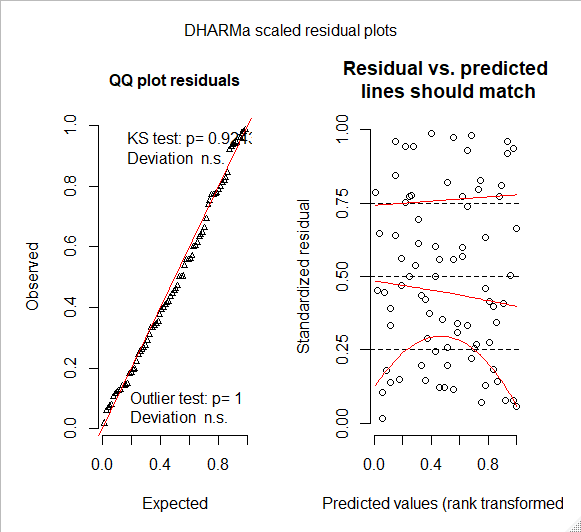 DHARMa scaled residual plots
QQ plot residuals
KS test: p= 0.924
Deviation n.s.
Outlier test: p= 1
Deviation n.s.
Observed
0.0
0.2
0.4
0.6
0.8
1.0
0.0
0.4
0.8
Expected
Residual vs. predicted
lines should match
Standardized residual
0.00
0.25
0.50
0.75
1.00
0.0
0.4
0.8
Predicted values (rank transformed